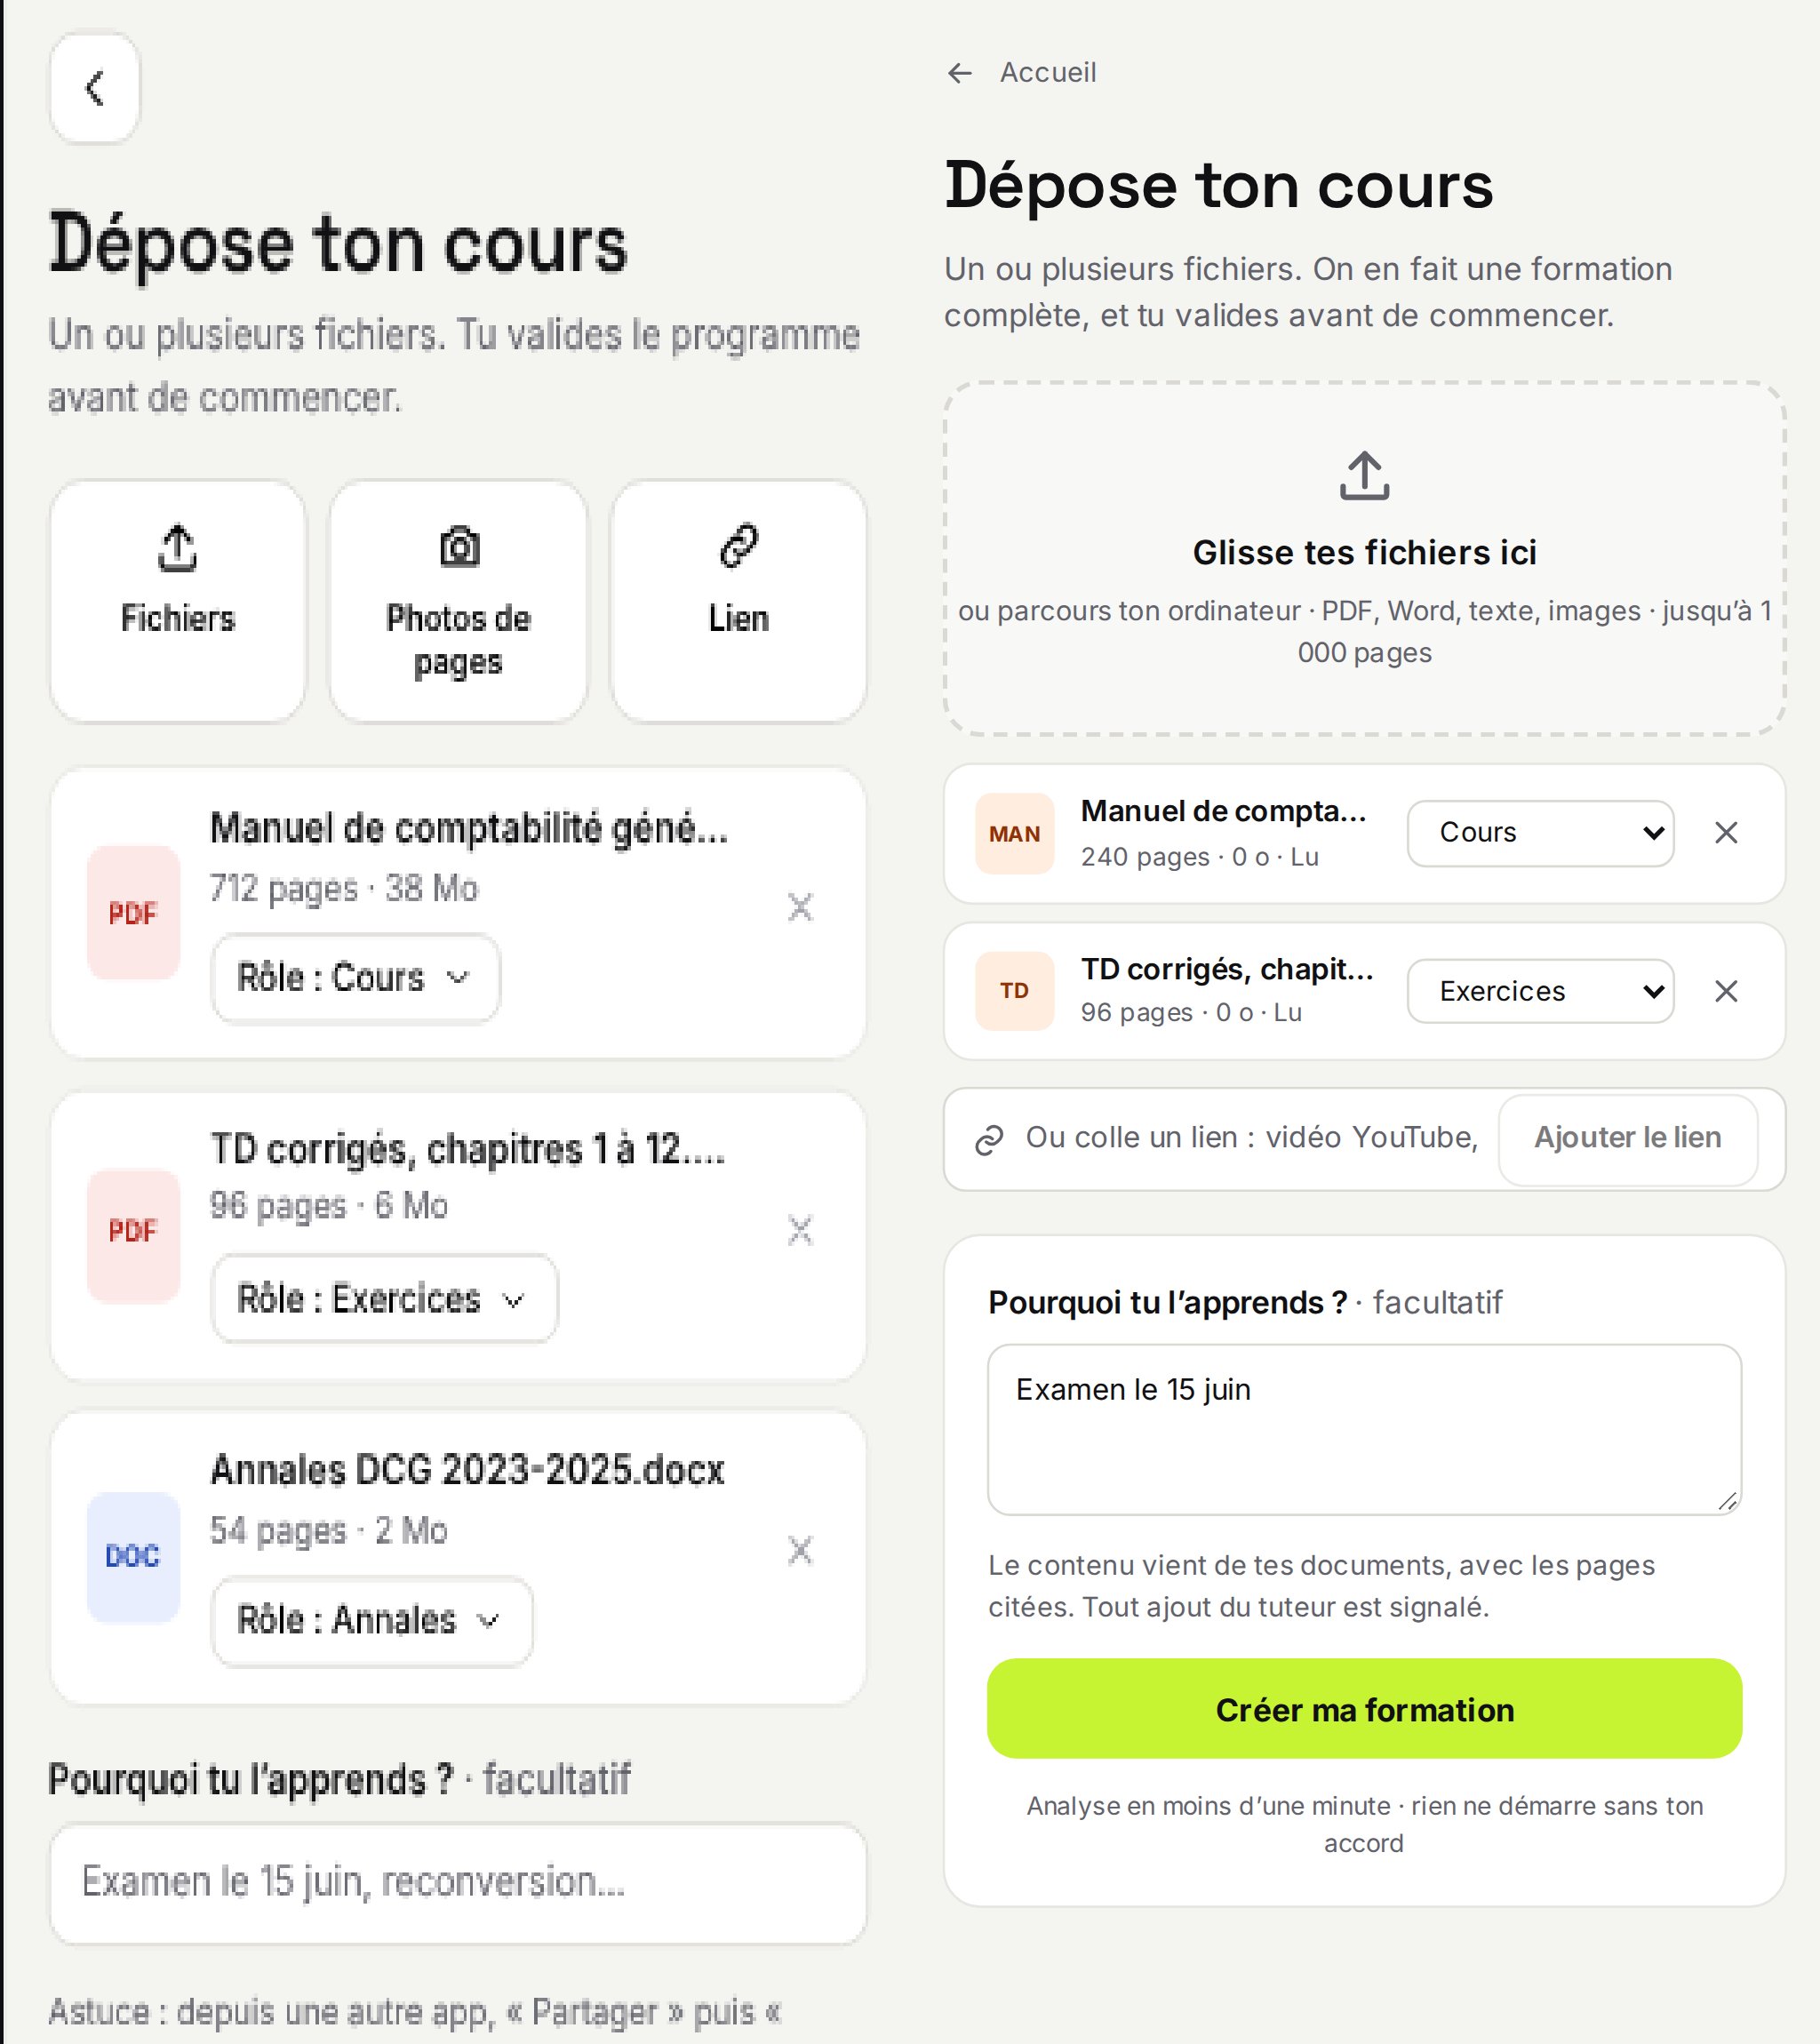 Dépose ton cours
Un ou plusieurs fichiers. Tu valides le programme
avant de commencer.
Fichiers
Photos de
pages
Lien
PDF
Manuel de comptabilité géné...
712 pages · 38 Mo
Rôle : Cours
PDF
TD corrigés, chapitres 1 à 12....
96 pages · 6 Mo
Rôle : Exercices
DOC
Annales DCG 2023-2025.docx
54 pages · 2 Mo
Rôle : Annales
Pourquoi tu l’apprends ? · facultatif
Examen le 15 juin, reconversion...
Astuce : depuis une autre app, « Partager » puis «
Accueil
Dépose ton cours
Un ou plusieurs fichiers. On en fait une formation
complète, et tu valides avant de commencer.
Glisse tes fichiers ici
ou parcours ton ordinateur · PDF, Word, texte, images · jusqu’à 1
000 pages
MAN
Manuel de compta...
240 pages · 0 o · Lu
Cours
TD
TD corrigés, chapit...
96 pages · 0 o · Lu
Exercices
Ou colle un lien : vidéo YouTube,
Ajouter le lien
Pourquoi tu l’apprends ? · facultatif
Examen le 15 juin
Le contenu vient de tes documents, avec les pages
citées. Tout ajout du tuteur est signalé.
Créer ma formation
Analyse en moins d’une minute · rien ne démarre sans ton
accord